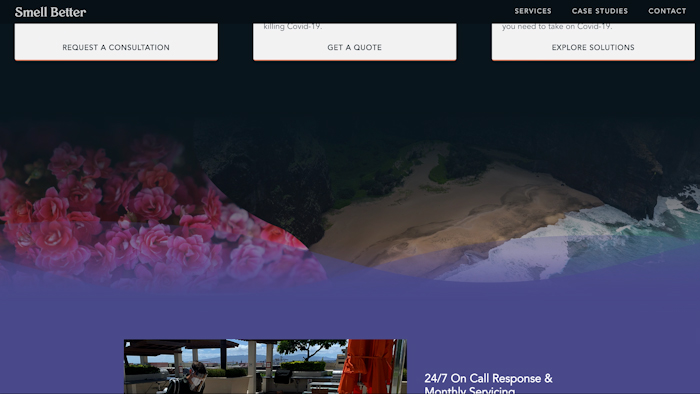 Smell Better
SERVICES CASE STUDIES CONTACT
killing Covid-19.
you need to take on Covid-19.
REQUEST A CONSULTATION
GET A QUOTE
EXPLORE SOLUTIONS
24/7 On Call Response &
Monthly Servicing